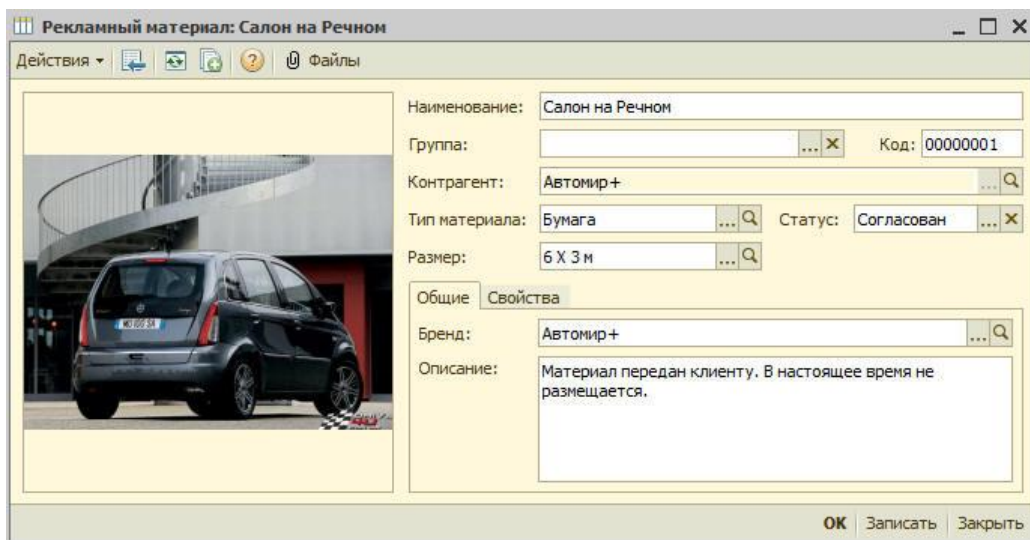 Рекламный материал: Салон на Речном
Действия
Файлы
Наименование: Салон на Речном
Группа: ... Код: 00000001
Контрагент: Автомир+ ...
Тип материала: Бумага ... Статус: Согласован ...
Размер: 6 X 3 м ...
Общие Свойства
Бренд: Автомир+ ...
Описание: Материал передан клиенту. В настоящее время не
размещается.
OK Записать Закрыть